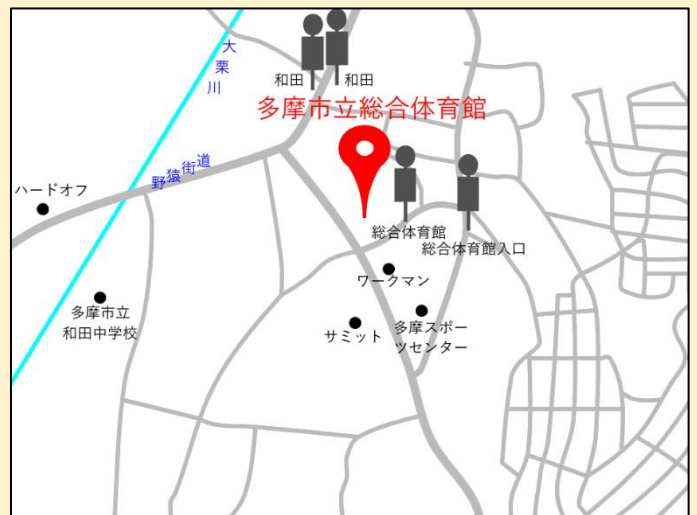 大栗川
和田
和田
多摩市立総合体育館
野猿街道
ハードオフ
総合体育館
総合体育館入口
ワークマン
多摩市立
和田中学校
サミット
多摩スポー
ツセンター